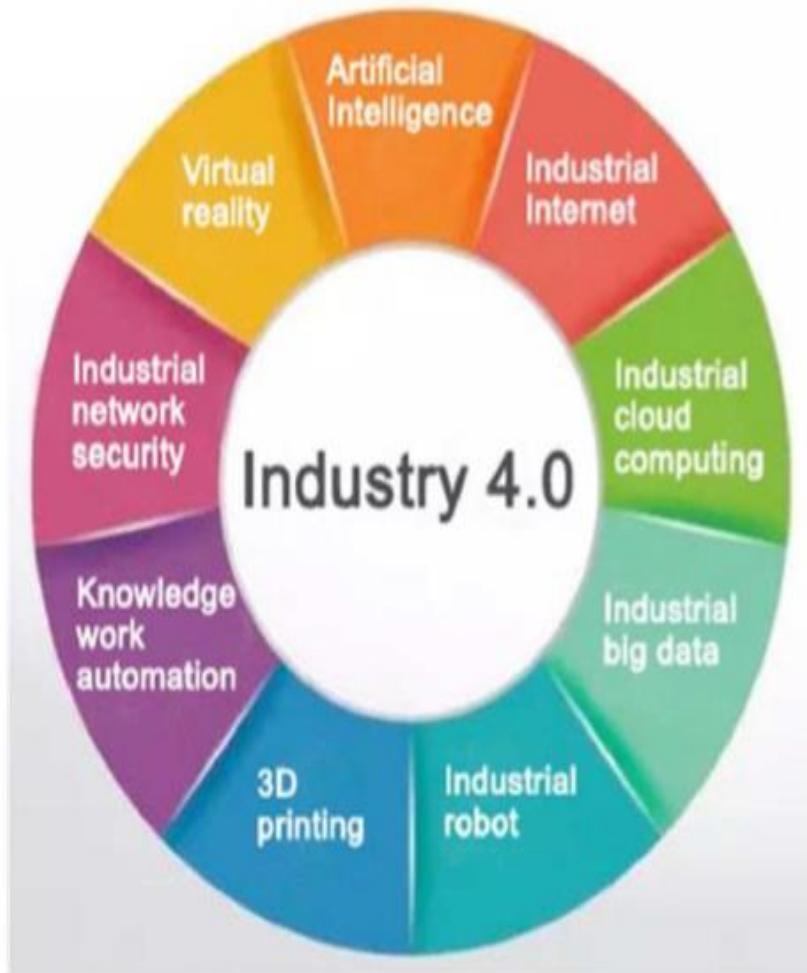 Artificial
Intelligence
Industrial
Internet
Industrial
cloud
computing
Industrial
big data
Industrial
robot
3D
printing
Knowledge
work
automation
Industrial
network
security
Virtual
reality
Industry 4.0